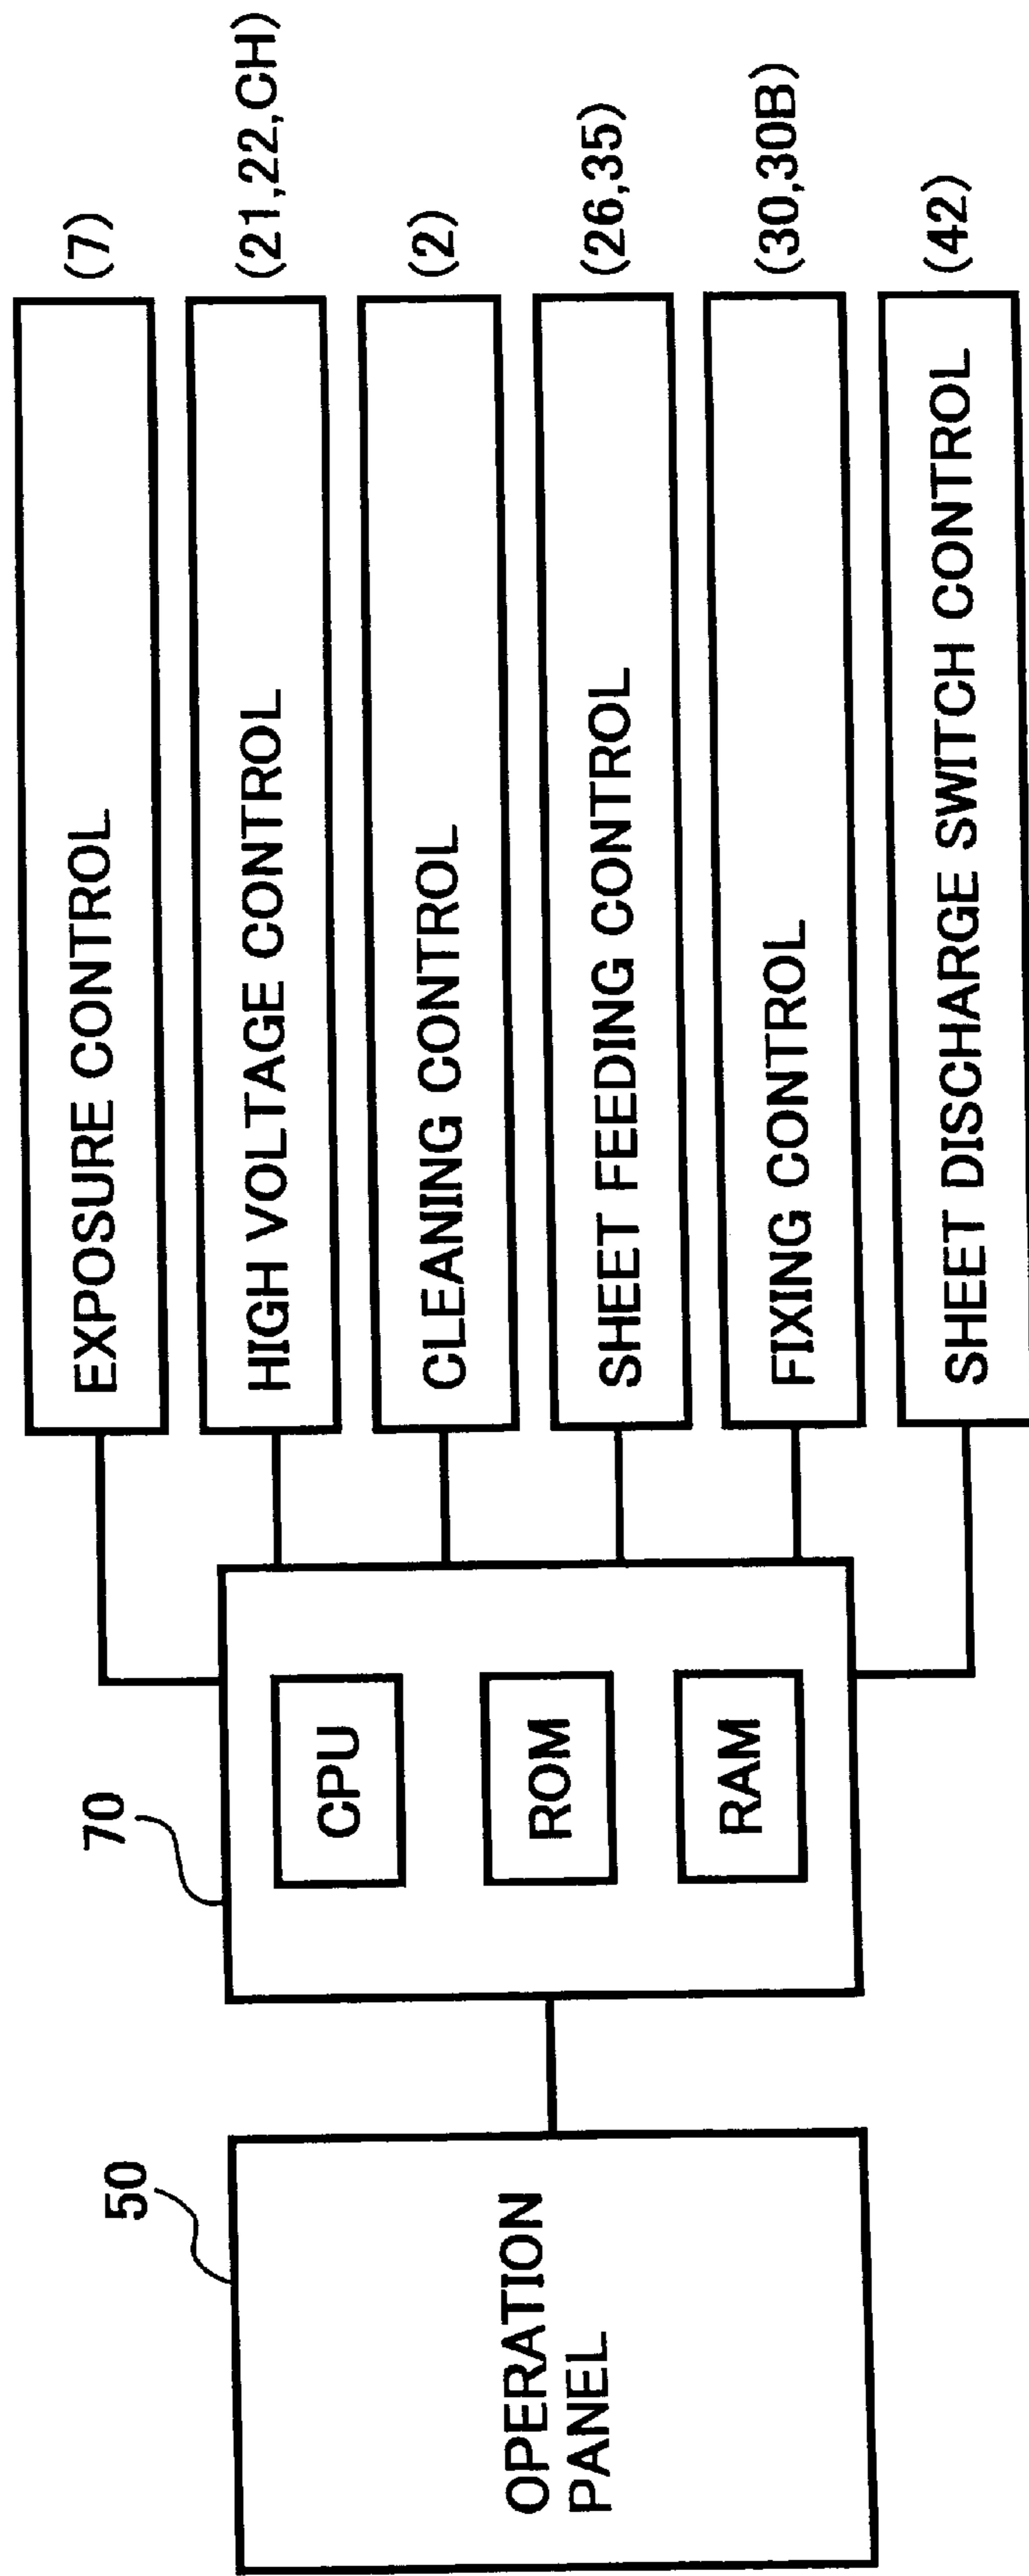 50
OPERATION
PANEL
70
CPU
ROM
RAM
EXPOSURE CONTROL (7)
HIGH VOLTAGE CONTROL (21,22,CH)
CLEANING CONTROL (2)
SHEET FEEDING CONTROL (26,35)
FIXING CONTROL (30,30B)
SHEET DISCHARGE SWITCH CONTROL (42)